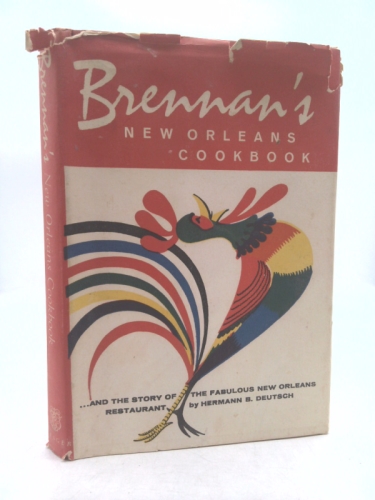 Brennan's
NEW ORLEANS
COOKBOOK
...AND THE STORY OF THE FABULOUS NEW ORLEANS
RESTAURANT by HERMANN B. DEUTSCH
Brennan's New Orleans Cookbook